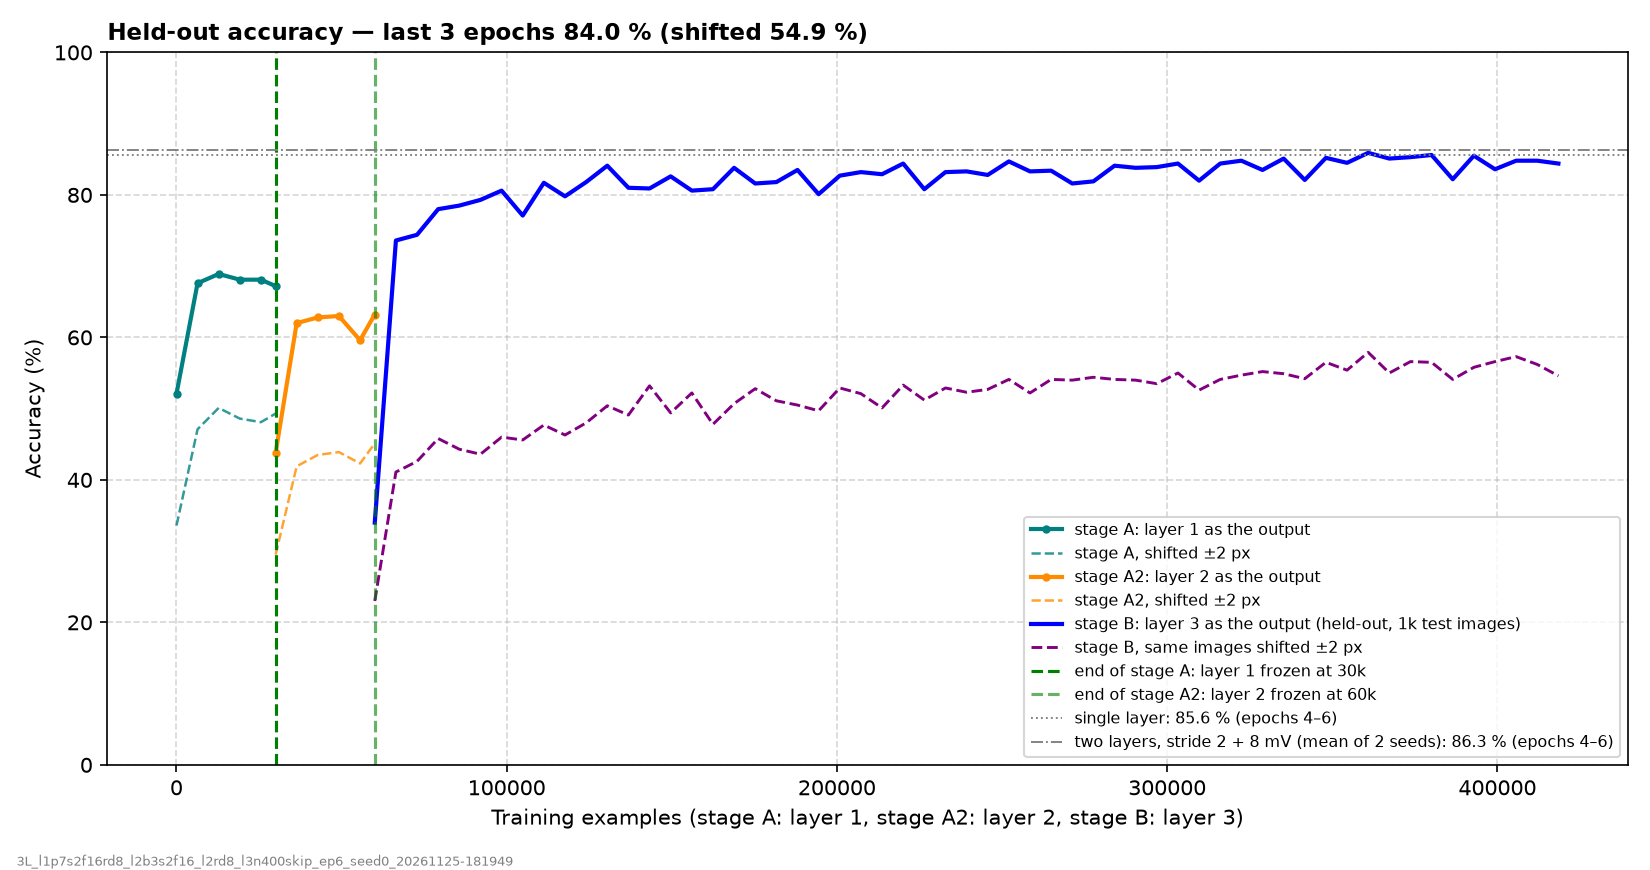 Held-out accuracy — last 3 epochs 84.0 % (shifted 54.9 %)
100
80
60
40
20
0
Accuracy (%)
stage A: layer 1 as the output
stage A, shifted ±2 px
stage A2: layer 2 as the output
stage A2, shifted ±2 px
stage B: layer 3 as the output (held-out, 1k test images)
stage B, same images shifted ±2 px
end of stage A: layer 1 frozen at 30k
end of stage A2: layer 2 frozen at 60k
single layer: 85.6 % (epochs 4–6)
two layers, stride 2 + 8 mV (mean of 2 seeds): 86.3 % (epochs 4–6)
0 100000 200000 300000 400000
Training examples (stage A: layer 1, stage A2: layer 2, stage B: layer 3)
3L_l1p7s2f16rd8_l2b3s2f16_l2rd8_l3n400skip_ep6_seed0_20261125-181949